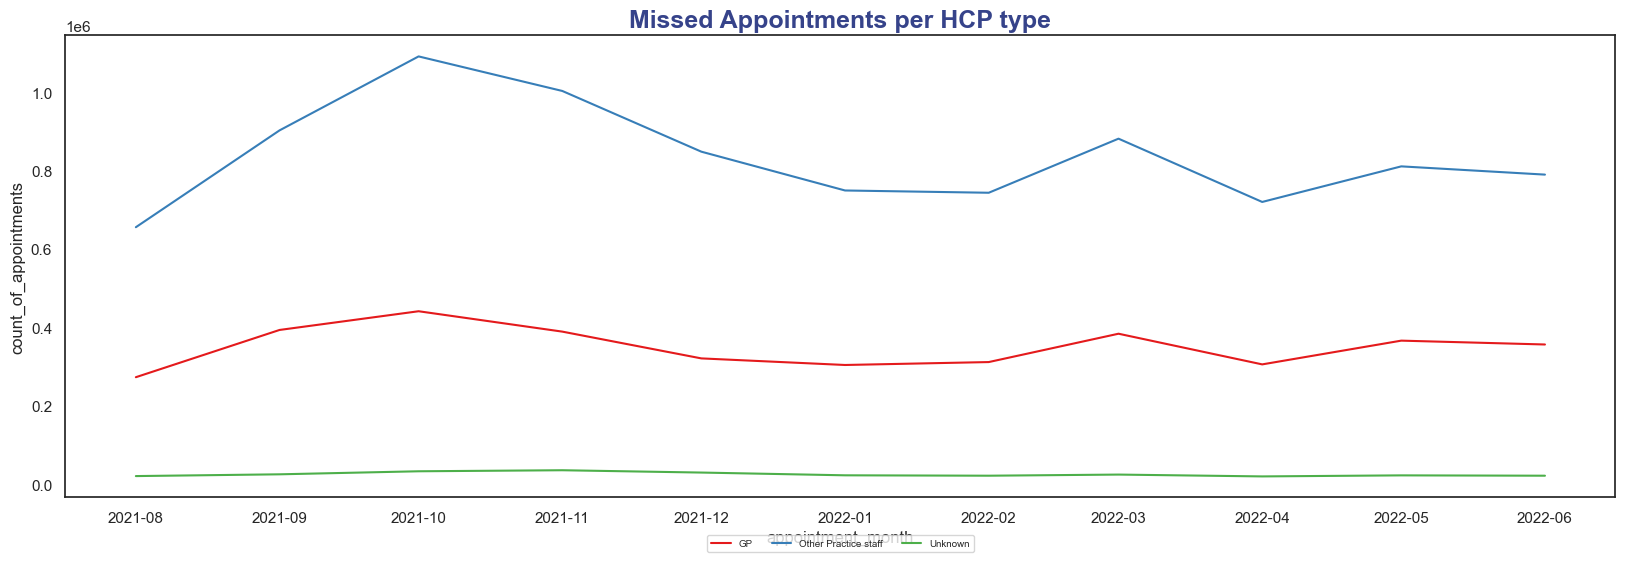 Missed Appointments per HCP type
1e6
1.0
0.8
0.6
0.4
0.2
0.0
count_of_appointments
2021-08 2021-09 2021-10 2021-11 2021-12 2022-01 2022-02 2022-03 2022-04 2022-05 2022-06
appointment_month
GP Other Practice staff Unknown